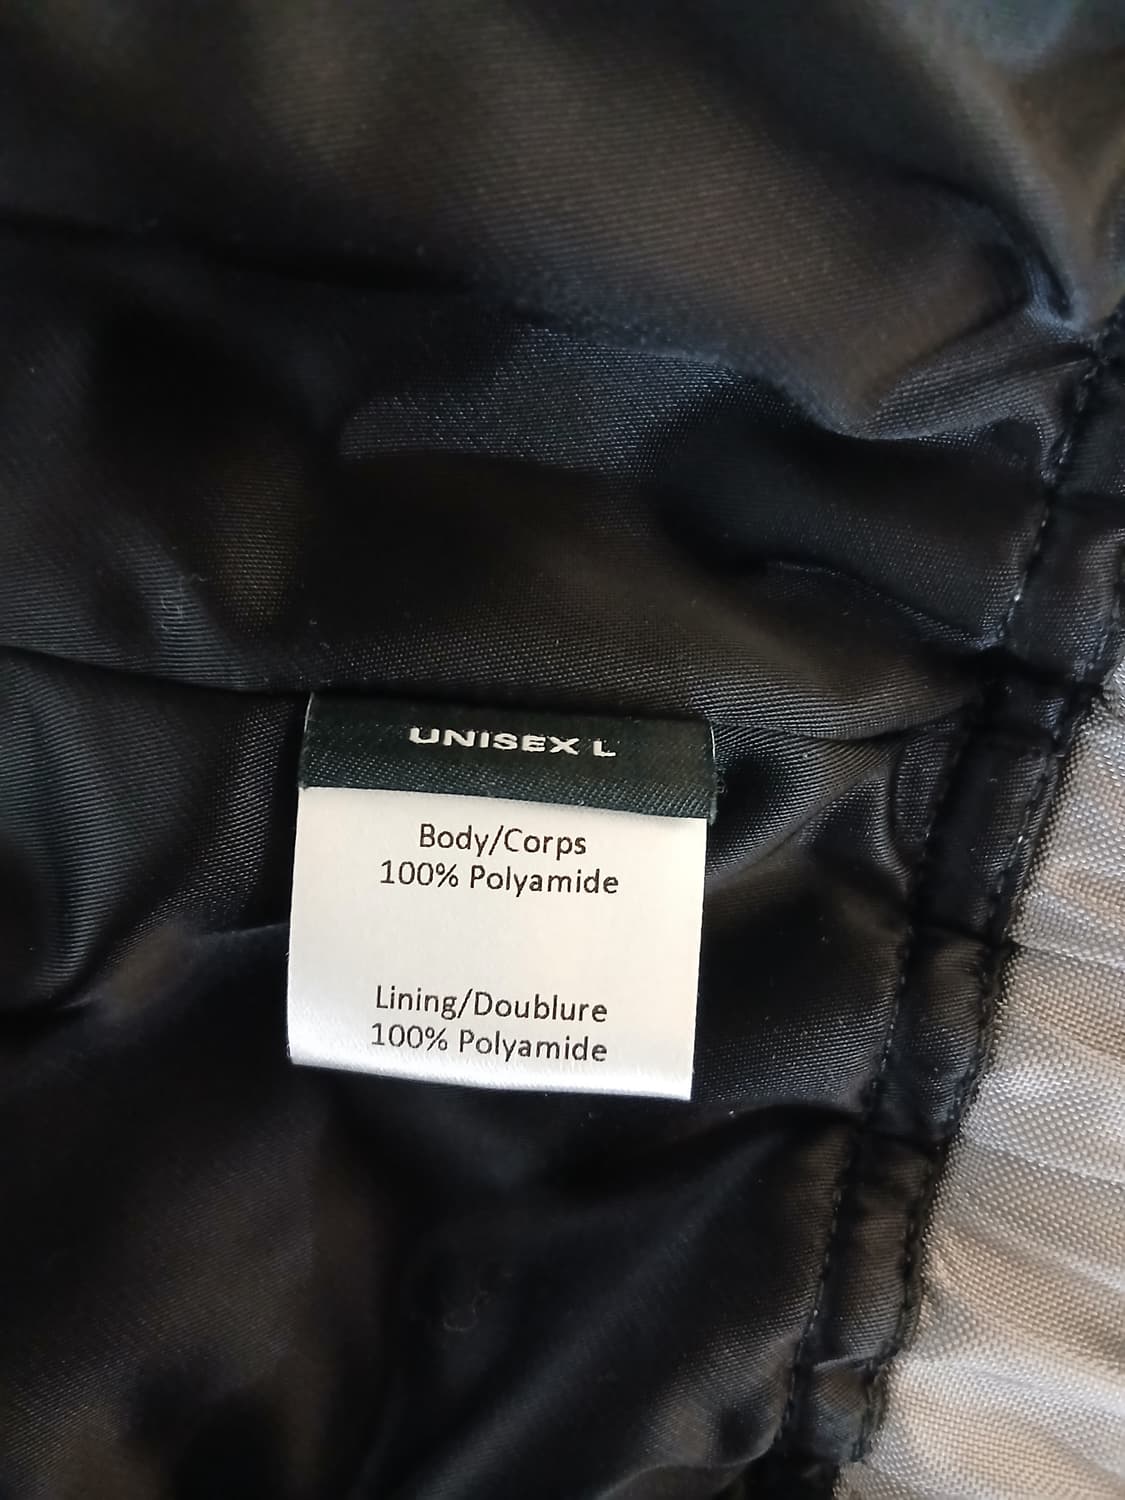 UNISEX L
Body/Corps
100% Polyamide
Lining/Doublure
100% Polyamide